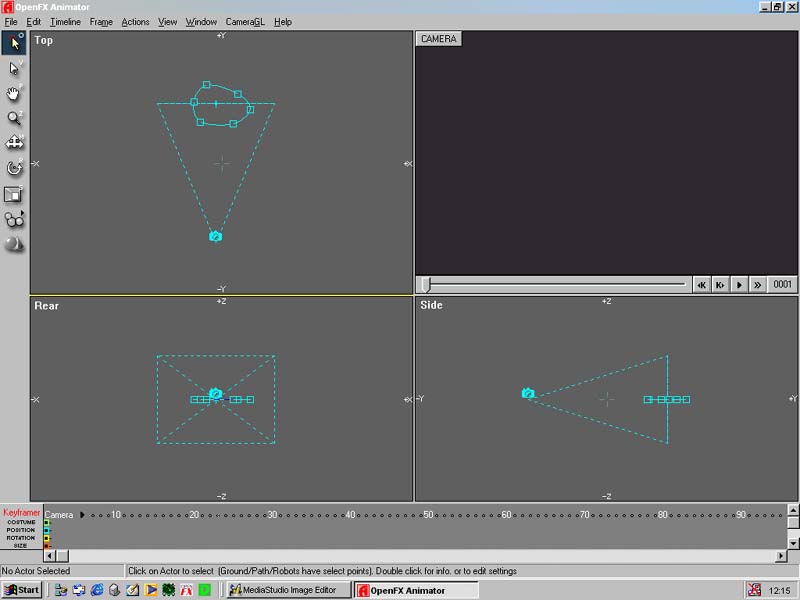 OpenFX Animator
File Edit Timeline Frame Actions View Window CameraGL Help
Top
+Y
-X
-Y
CAMERA
0001
Rear
+Z
-X
-Z
Side
+Z
-Y
+Y
-Z
Keyframer
COSTUME
POSITION
ROTATION
SIZE
Camera
10 20 30 40 50 60 70 80 90
No Actor Selected
Click on Actor to select (Ground/Path/Robots have select points). Double click for info. or to edit settings
Start
MediaStudio Image Editor
OpenFX Animator
12:15